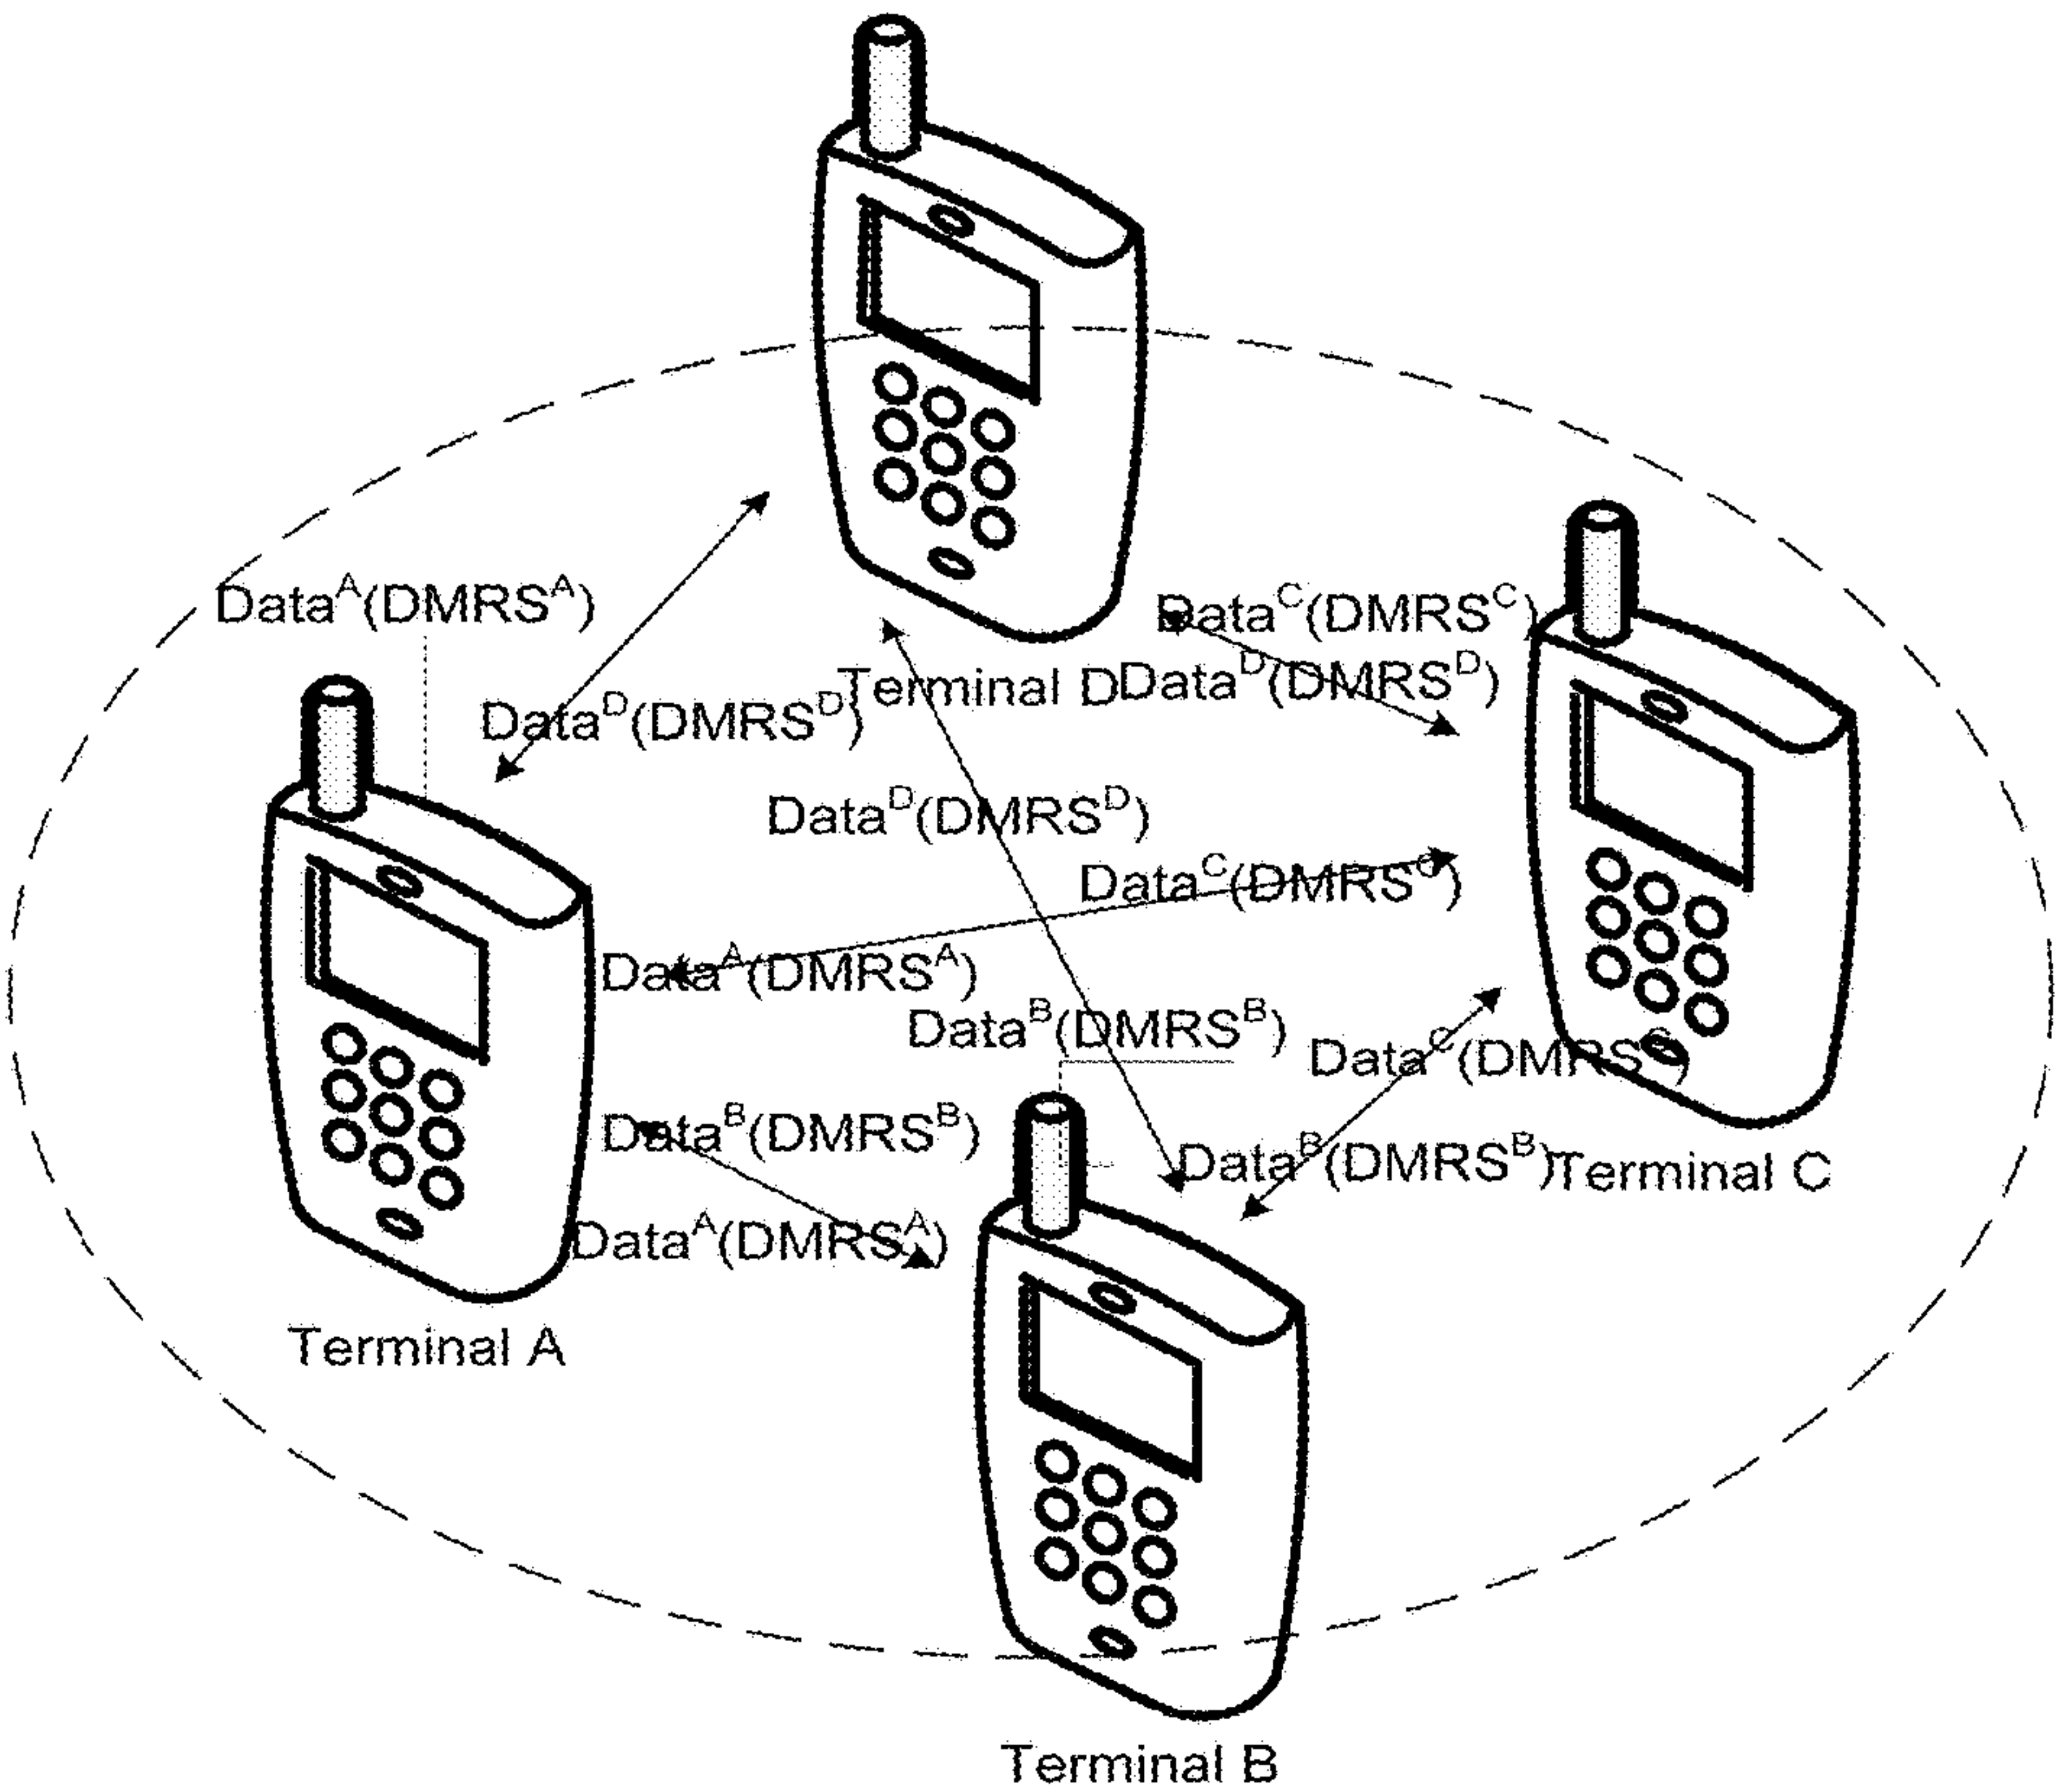 Data^A(DMRS^A)
Data^C(DMRS^C)
Terminal D
Data^D(DMRS^D)
Data^D(DMRS^D)
Data^D(DMRS^D)
Data^C(DMRS^C)
Data^A(DMRS^A)
Data^B(DMRS^B)
Data^C(DMRS^C)
Data^B(DMRS^B)
Data^B(DMRS^B)
Terminal C
Data^A(DMRS^A)
Terminal A
Terminal B